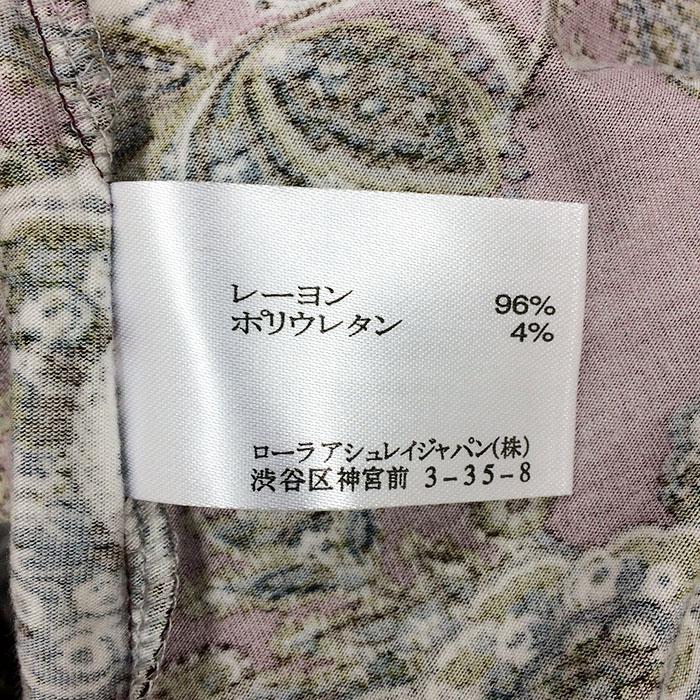 レーヨン 96%
ポリウレタン 4%
ローラ アシュレイジャパン(株)
渋谷区神宮前 3-35-8